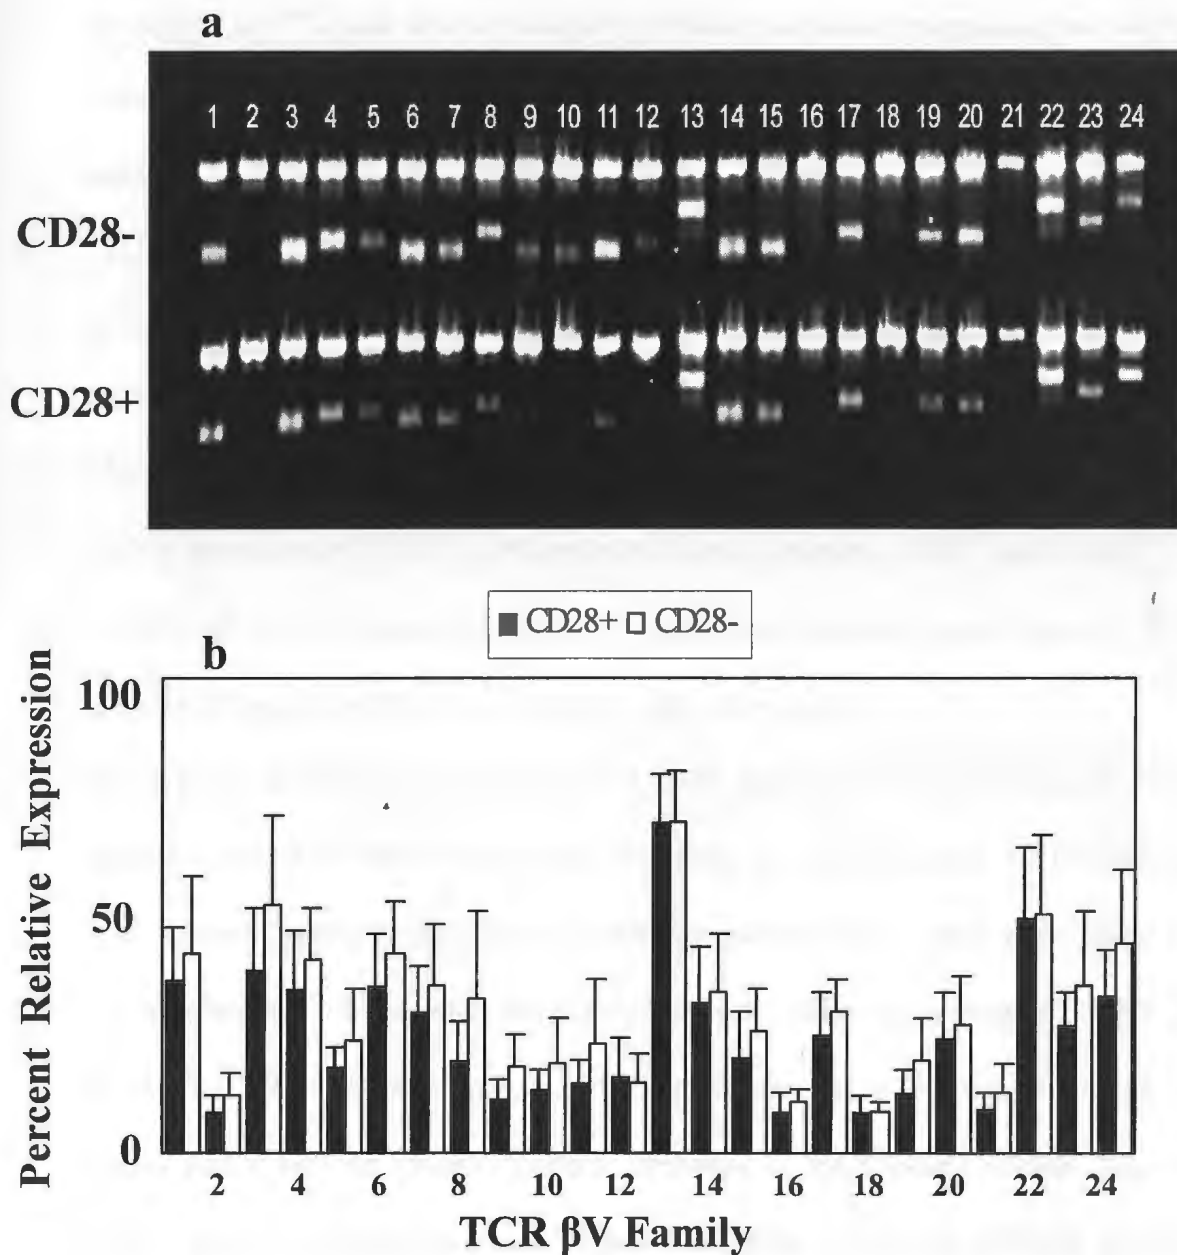 a
1 2 3 4 5 6 7 8 9 10 11 12 13 14 15 16 17 18 19 20 21 22 23 24
CD28-
CD28+
CD28+ CD28-
b
100
50
0
Percent Relative Expression
2 4 6 8 10 12 14 16 18 20 22 24
TCR βV Family